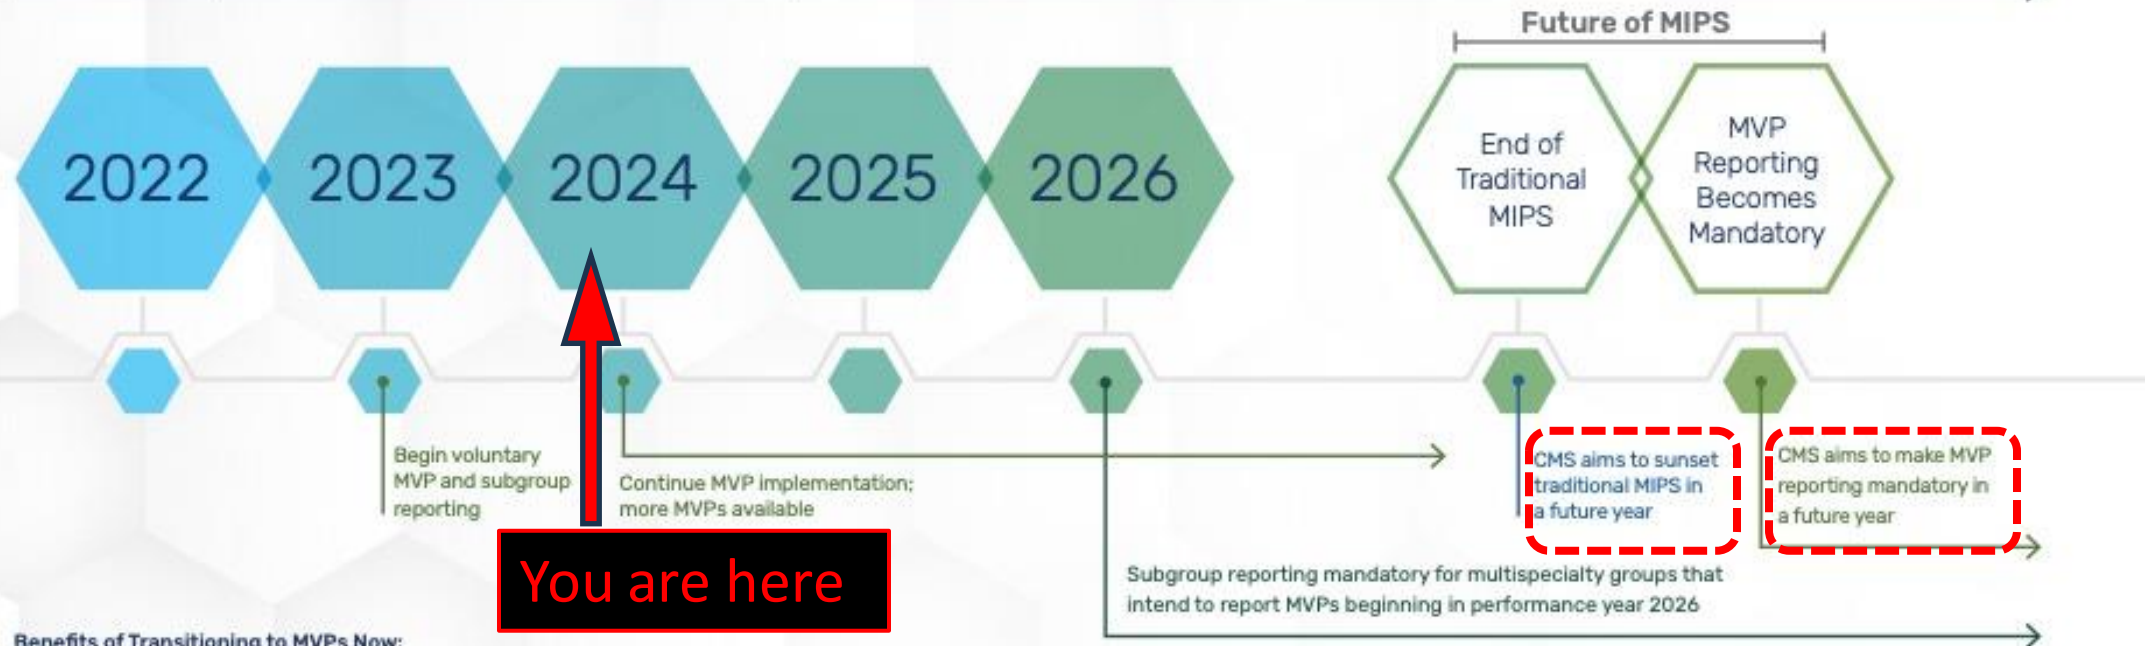 Future of MIPS
2022
2023
2024
2025
2026
End of
Traditional
MIPS
MVP
Reporting
Becomes
Mandatory
Begin voluntary
MVP and subgroup
reporting
Continue MVP implementation;
more MVPs available
CMS aims to sunset
traditional MIPS in
a future year
CMS aims to make MVP
reporting mandatory in
a future year
You are here
Subgroup reporting mandatory for multispecialty groups that
intend to report MVPs beginning in performance year 2026
Benefits of Transitioning to MVPs Now: